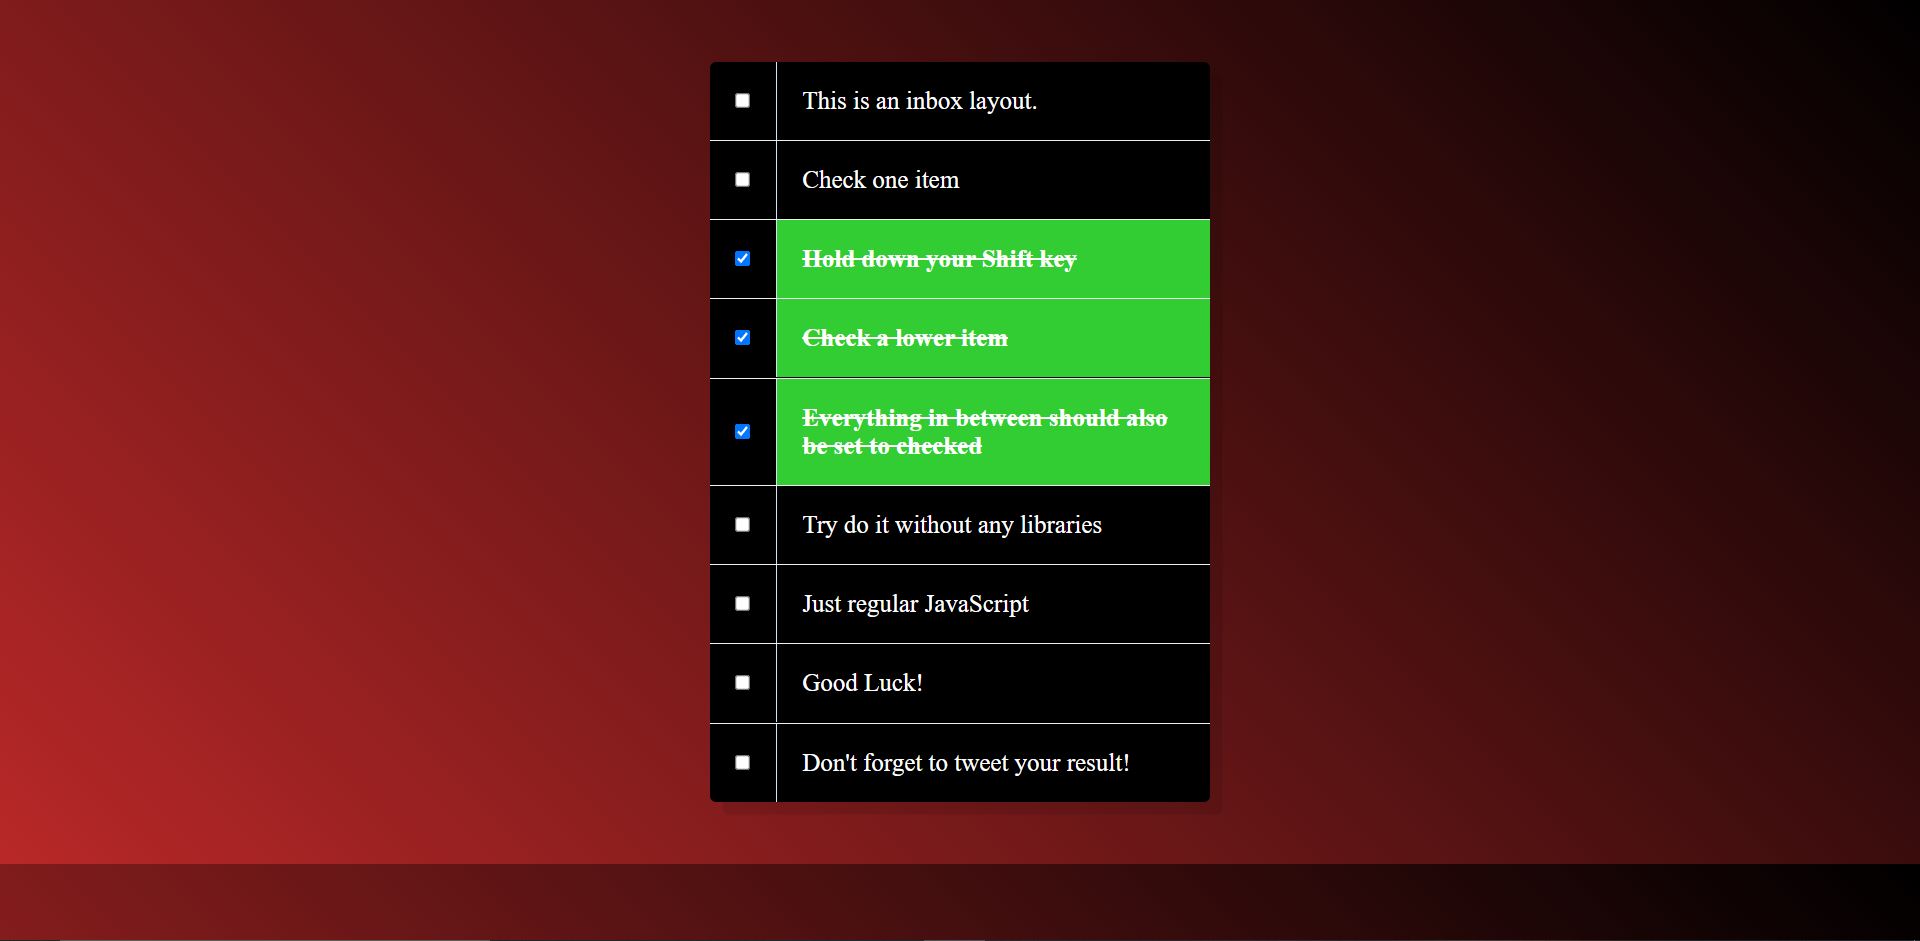 This is an inbox layout.
Check one item
Hold down your Shift key
Check a lower item
Everything in between should also
be set to checked
Try do it without any libraries
Just regular JavaScript
Good Luck!
Don't forget to tweet your result!